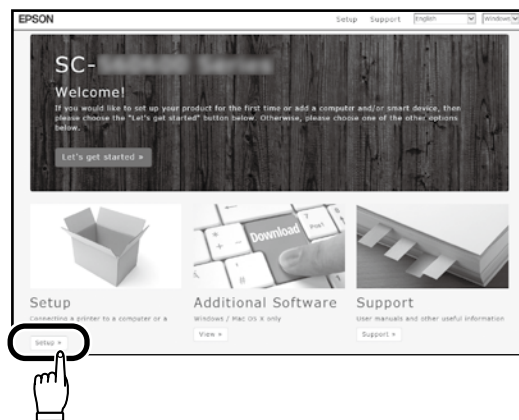 EPSON
Setup Support English Windows
SC-
Welcome!
If you would like to set up your product for the first time or add a computer and/or smart device, then
please choose the "Let's get started" button below. Otherwise, please choose one of the other options
below.
Let's get started »
Download
Setup
Connecting a printer to a computer or a
Setup »
Additional Software
Windows / Mac OS X only
View »
Support
User manuals and other useful information
Support »